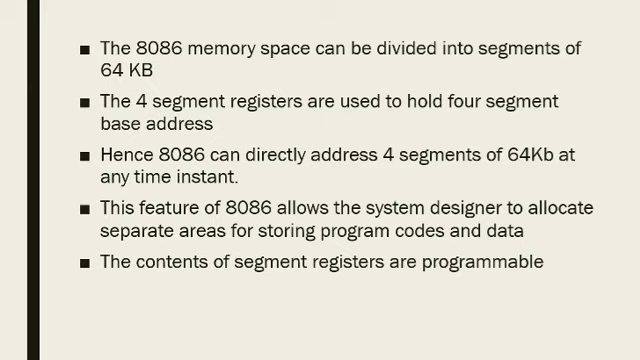 ■ The 8086 memory space can be divided into segments of
64 KB
■ The 4 segment registers are used to hold four segment
base address
■ Hence 8086 can directly address 4 segments of 64Kb at
any time instant.
■ This feature of 8086 allows the system designer to allocate
separate areas for storing program codes and data
■ The contents of segment registers are programmable